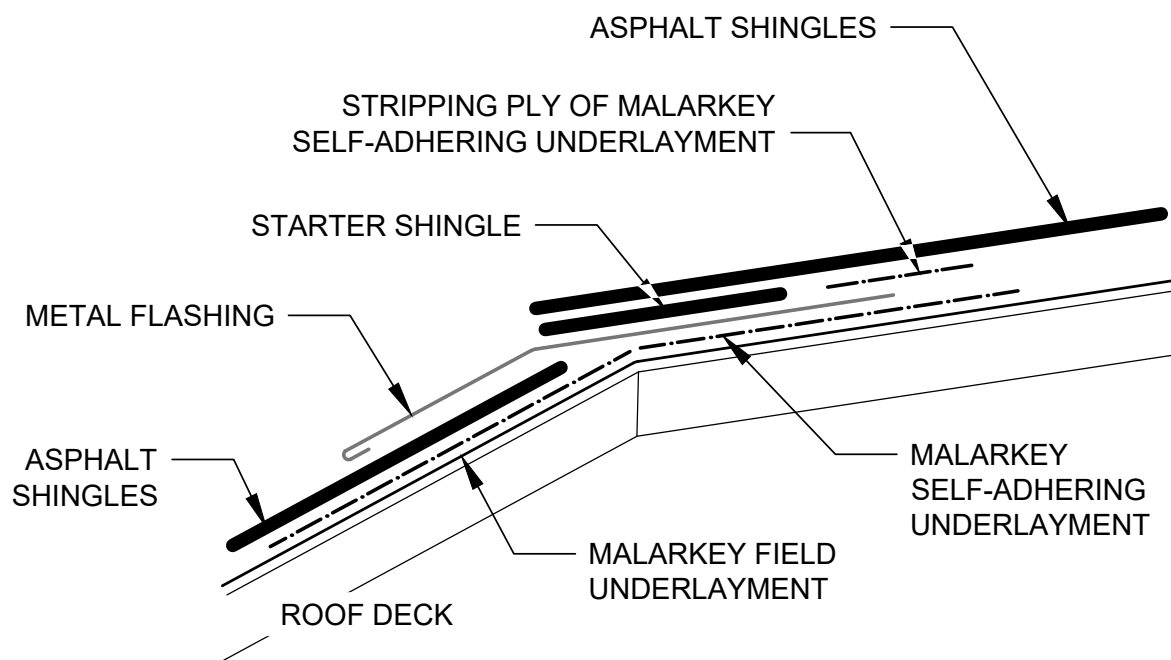 ASPHALT SHINGLES
STRIPPING PLY OF MALARKEY
SELF-ADHERING UNDERLAYMENT
STARTER SHINGLE
METAL FLASHING
ASPHALT
SHINGLES
MALARKEY
SELF-ADHERING
UNDERLAYMENT
MALARKEY FIELD
UNDERLAYMENT
ROOF DECK